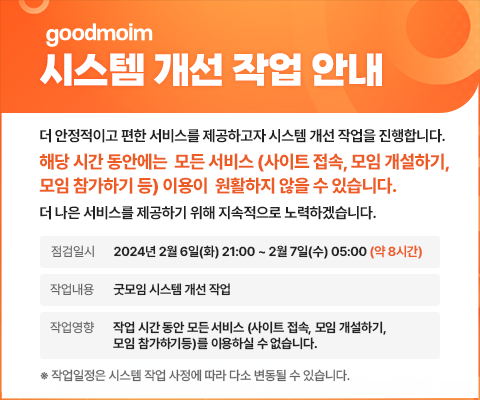 goodmoim
시스템 개선 작업 안내
더 안정적이고 편한 서비스를 제공하고자 시스템 개선 작업을 진행합니다.
해당 시간 동안에는 모든 서비스 (사이트 접속, 모임 개설하기,
모임 참가하기 등) 이용이 원활하지 않을 수 있습니다.
더 나은 서비스를 제공하기 위해 지속적으로 노력하겠습니다.
점검일시 2024년 2월 6일(화) 21:00 ~ 2월 7일(수) 05:00 (약 8시간)
작업내용 굿모임 시스템 개선 작업
작업영향 작업 시간 동안 모든 서비스 (사이트 접속, 모임 개설하기,
모임 참가하기등)를 이용하실 수 없습니다.
※ 작업일정은 시스템 작업 사정에 따라 다소 변동될 수 있습니다.